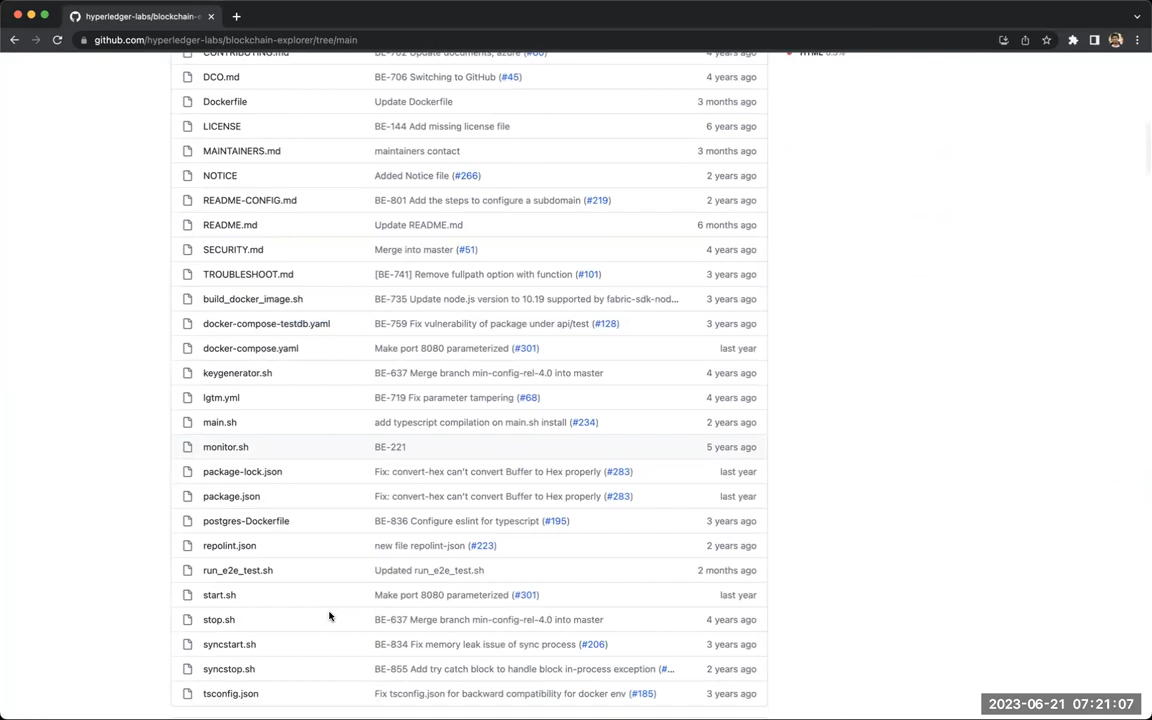 hyperledger-labs/blockchain-e
github.com/hyperledger-labs/blockchain-explorer/tree/main
CONTRIBUTING.md BE-762 Update documents, azure (#60) 4 years ago
DCO.md BE-706 Switching to GitHub (#45) 4 years ago
Dockerfile Update Dockerfile 3 months ago
LICENSE BE-144 Add missing license file 6 years ago
MAINTAINERS.md maintainers contact 3 months ago
NOTICE Added Notice file (#266) 2 years ago
README-CONFIG.md BE-801 Add the steps to configure a subdomain (#219) 2 years ago
README.md Update README.md 6 months ago
SECURITY.md Merge into master (#51) 4 years ago
TROUBLESHOOT.md [BE-741] Remove fullpath option with function (#101) 3 years ago
build_docker_image.sh BE-735 Update node.js version to 10.19 supported by fabric-sdk-nod... 3 years ago
docker-compose-testdb.yaml BE-759 Fix vulnerability of package under api/test (#128) 3 years ago
docker-compose.yaml Make port 8080 parameterized (#301) last year
keygenerator.sh BE-637 Merge branch min-config-rel-4.0 into master 4 years ago
lgtm.yml BE-719 Fix parameter tampering (#68) 4 years ago
main.sh add typescript compilation on main.sh install (#234) 2 years ago
monitor.sh BE-221 5 years ago
package-lock.json Fix: convert-hex can't convert Buffer to Hex properly (#283) last year
package.json Fix: convert-hex can't convert Buffer to Hex properly (#283) last year
postgres-Dockerfile BE-836 Configure eslint for typescript (#195) 3 years ago
repolint.json new file repolint-json (#223) 2 years ago
run_e2e_test.sh Updated run_e2e_test.sh 2 months ago
start.sh Make port 8080 parameterized (#301) last year
stop.sh BE-637 Merge branch min-config-rel-4.0 into master 4 years ago
syncstart.sh BE-834 Fix memory leak issue of sync process (#206) 3 years ago
syncstop.sh BE-855 Add try catch block to handle block in-process exception (#... 2 years ago
tsconfig.json Fix tsconfig.json for backward compatibility for docker env (#185) 3 years ago
2023-06-21 07:21:07